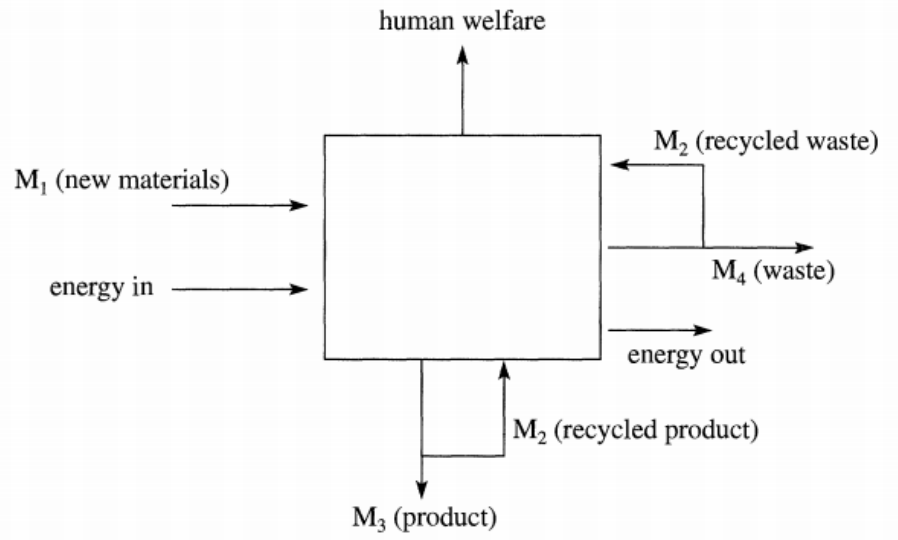 human welfare
M₂ (recycled waste)
M₁ (new materials)
M₄ (waste)
energy in
energy out
M₂ (recycled product)
M₃ (product)